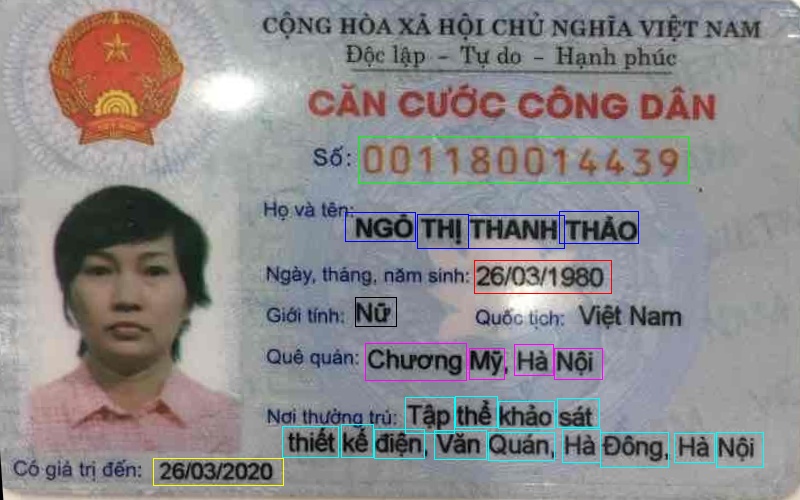 CỘNG HÒA XÃ HỘI CHỦ NGHĨA VIỆT NAM
Độc lập – Tự do – Hạnh phúc
CĂN CƯỚC CÔNG DÂN
Số: 001180014439
Họ và tên: NGÔ THỊ THANH THẢO
Ngày, tháng, năm sinh: 26/03/1980
Giới tính: Nữ Quốc tịch: Việt Nam
Quê quán: Chương Mỹ, Hà Nội
Nơi thường trú: Tập thể khảo sát
thiết kế điện, Văn Quán, Hà Đông, Hà Nội
Có giá trị đến: 26/03/2020